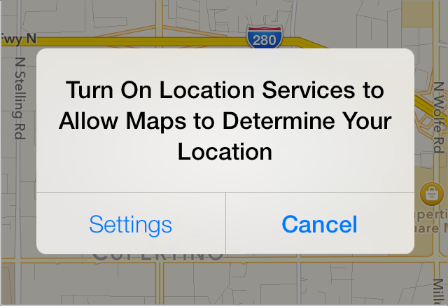 Fwy N
280
N Stelling Rd
Turn On Location Services to
Allow Maps to Determine Your
Location
N Wolfe Rd
Settings
Cancel
CUPERTINO